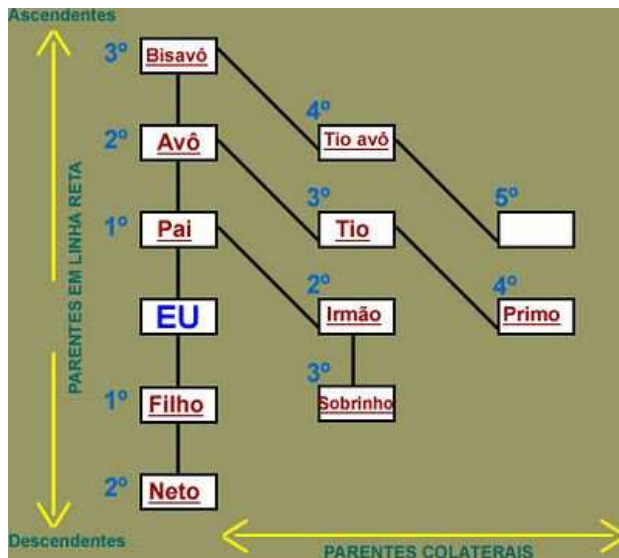 Ascendentes
3º Bisavô
4º
2º Avô Tio avô
3º 5º
1º Pai Tio
2º 4º
EU Irmão Primo
3º
1º Filho Sobrinho
2º Neto
Descendentes
PARENTES EM LINHA RETA
PARENTES COLATERAIS